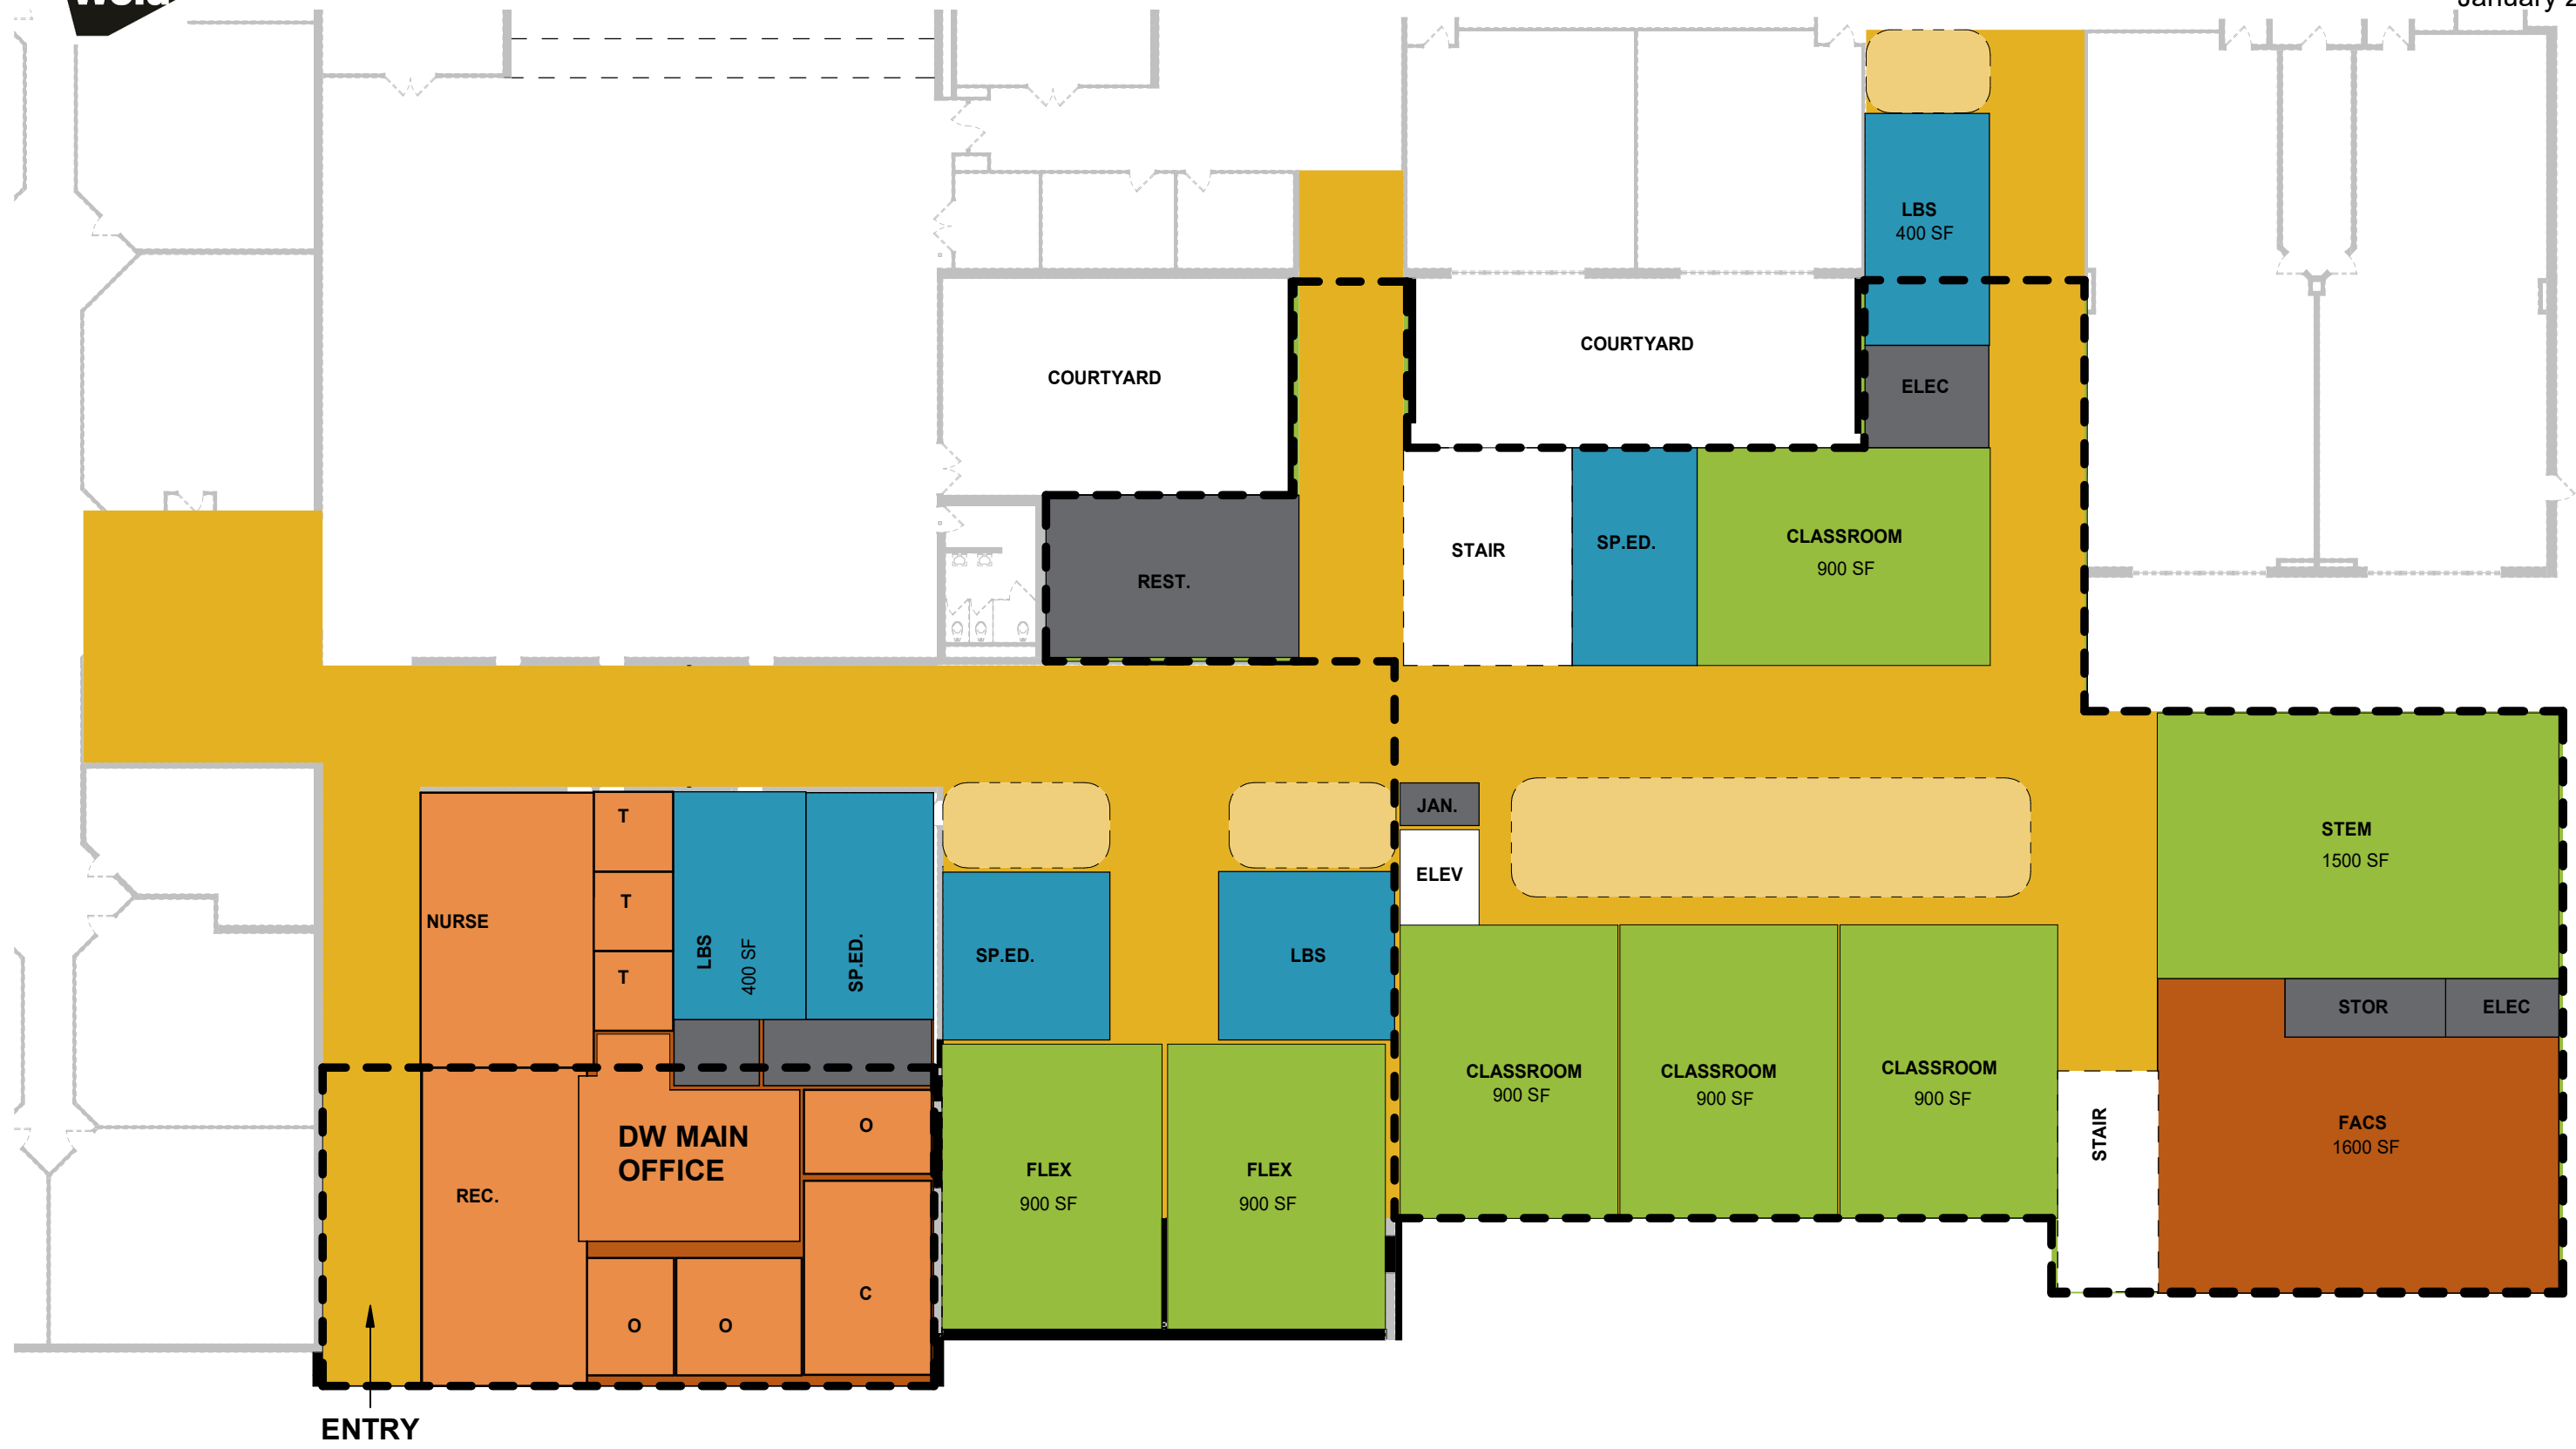 January 2
LBS
400 SF
COURTYARD
COURTYARD
ELEC
REST.
STAIR
SP.ED.
CLASSROOM
900 SF
NURSE
T
T
T
LBS
400 SF
SP.ED.
SP.ED.
LBS
JAN.
ELEV
STEM
1500 SF
STOR
ELEC
CLASSROOM
900 SF
CLASSROOM
900 SF
CLASSROOM
900 SF
STAIR
FACS
1600 SF
DW MAIN
OFFICE
REC.
O
C
O
O
FLEX
900 SF
FLEX
900 SF
ENTRY